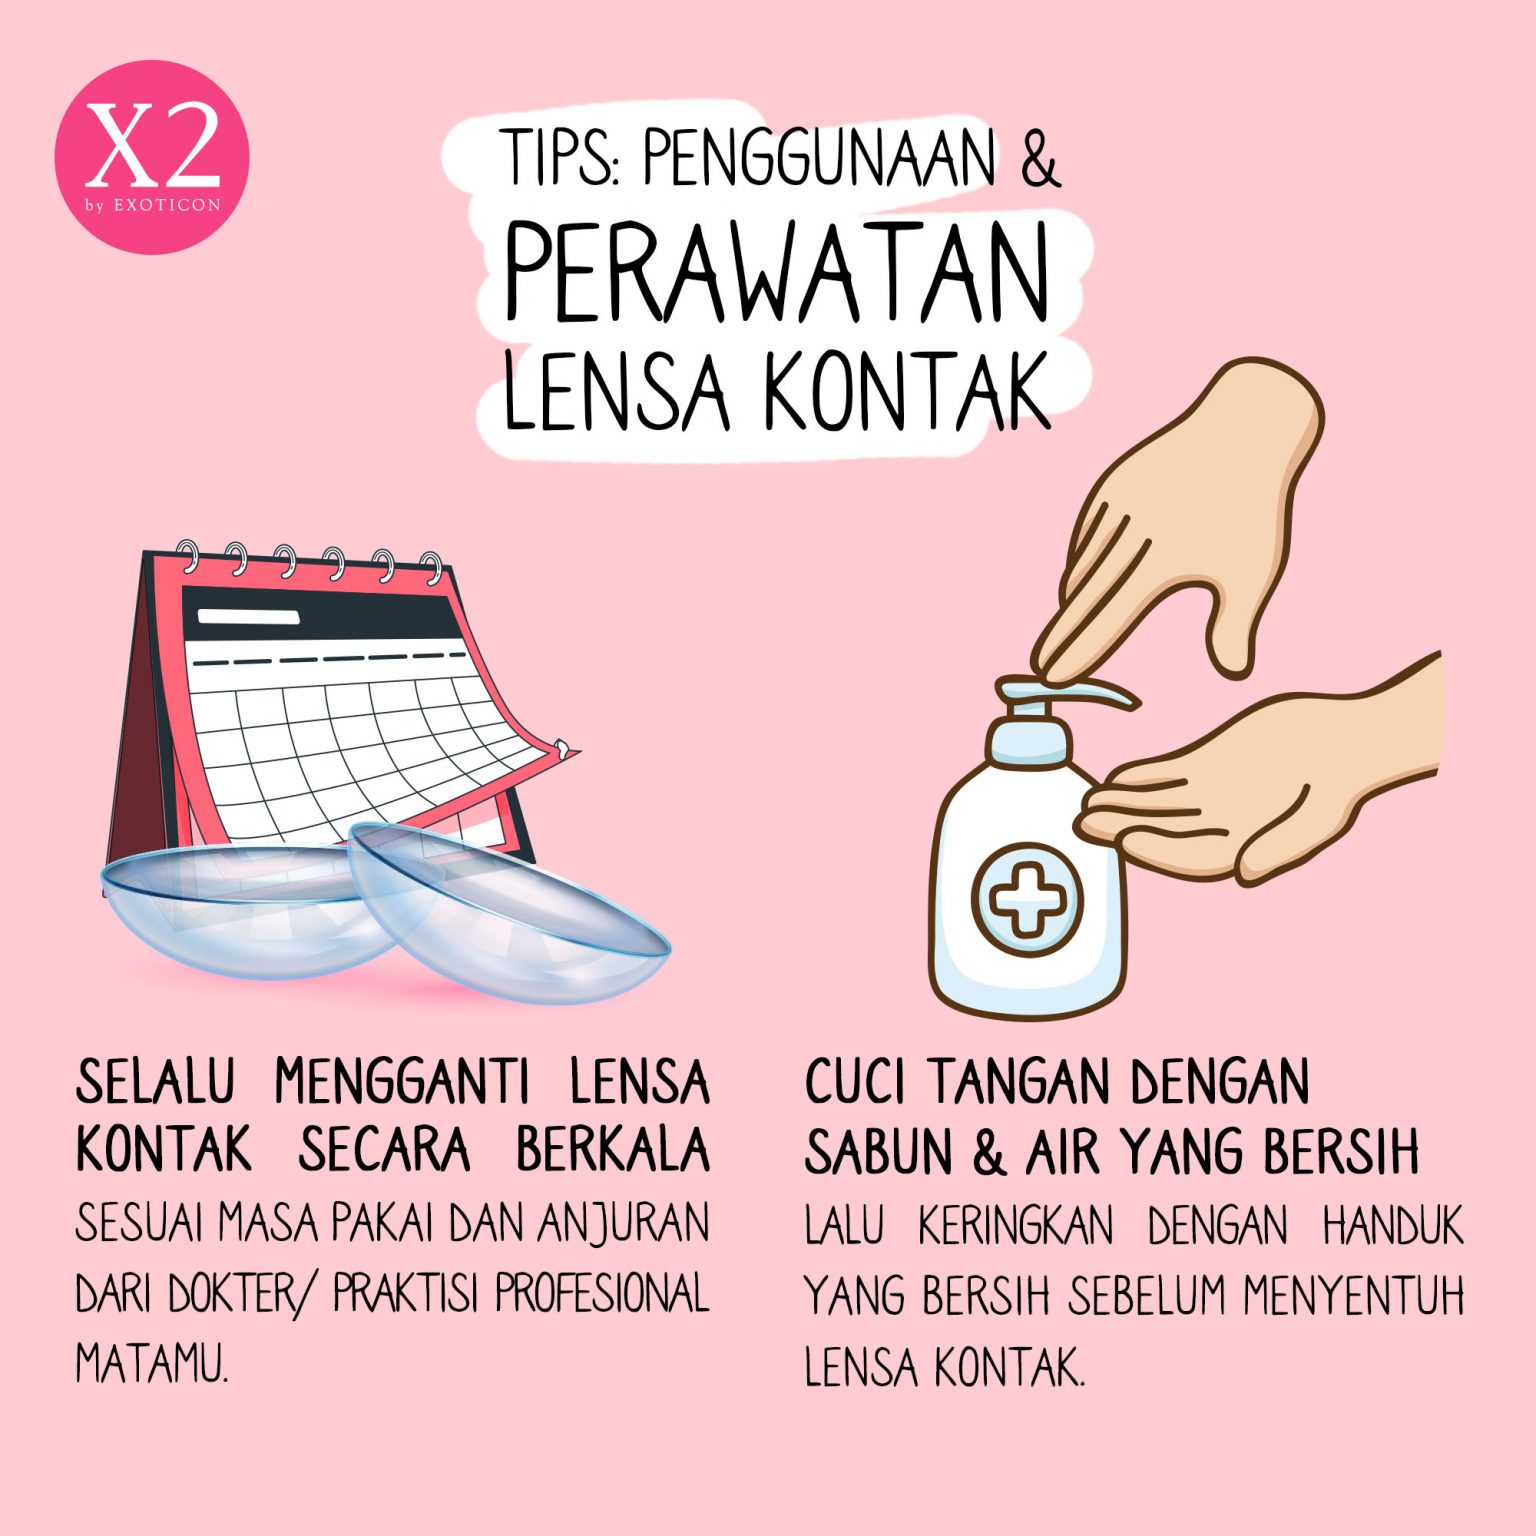 X2
by EXOTICON
TIPS: PENGGUNAAN &
PERAWATAN
LENSA KONTAK
SELALU MENGGANTI LENSA
KONTAK SECARA BERKALA
SESUAI MASA PAKAI DAN ANJURAN
DARI DOKTER/ PRAKTISI PROFESIONAL
MATAMU.
CUCI TANGAN DENGAN
SABUN & AIR YANG BERSIH
LALU KERINGKAN DENGAN HANDUK
YANG BERSIH SEBELUM MENYENTUH
LENSA KONTAK.